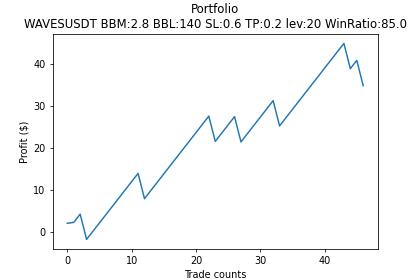 Portfolio
WAVESUSDT BBM:2.8 BBL:140 SL:0.6 TP:0.2 lev:20 WinRatio:85.0
Profit ($)
40
30
20
10
0
0
10
20
30
40
Trade counts